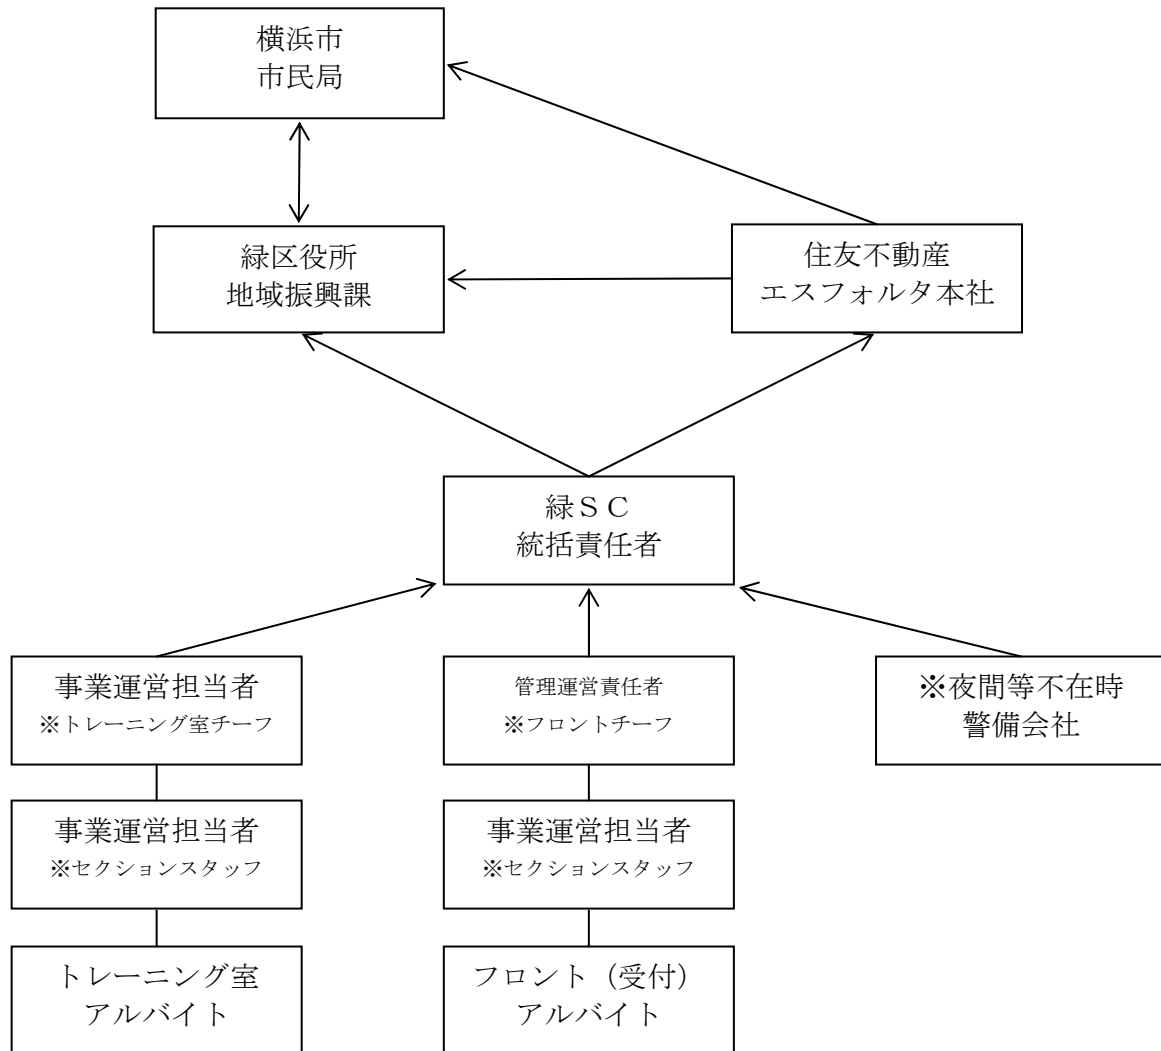 横浜市
市民局
緑区役所
地域振興課
住友不動産
エスフォルタ本社
緑ＳＣ
統括責任者
事業運営担当者
※トレーニング室チーフ
管理運営責任者
※フロントチーフ
※夜間等不在時
警備会社
事業運営担当者
※セクションスタッフ
事業運営担当者
※セクションスタッフ
トレーニング室
アルバイト
フロント（受付）
アルバイト